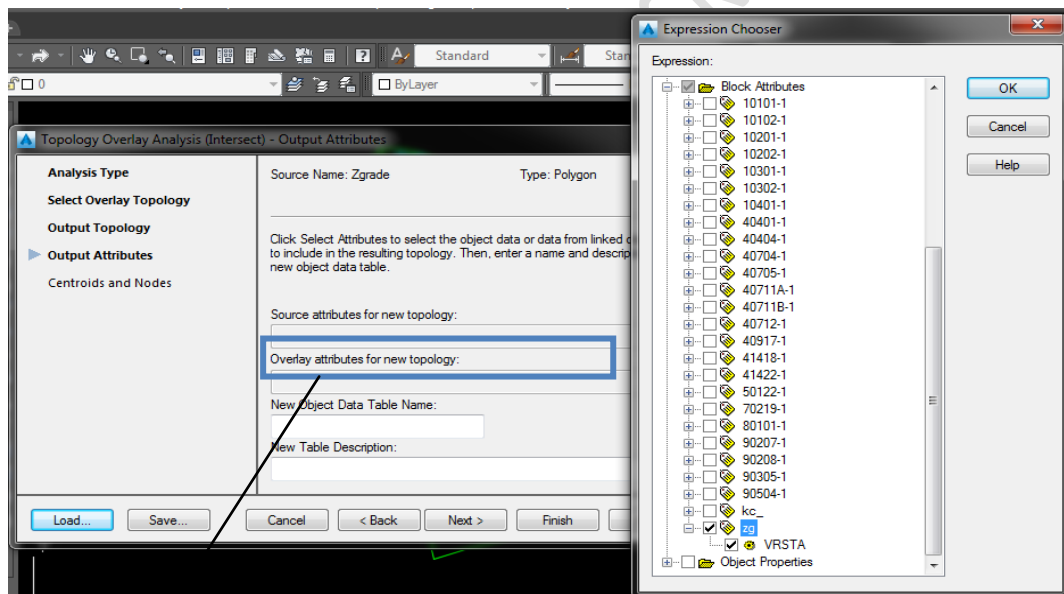 Standard
Stan
0
ByLayer
Topology Overlay Analysis (Intersect) - Output Attributes
Analysis Type
Select Overlay Topology
Output Topology
Output Attributes
Centroids and Nodes
Source Name: Zgrade
Type: Polygon
Click Select Attributes to select the object data or data from linked
to include in the resulting topology. Then, enter a name and descrip
new object data table.
Source attributes for new topology:
Overlay attributes for new topology:
New Object Data Table Name:
New Table Description:
Load...
Save...
Cancel
< Back
Next >
Finish
Expression Chooser
Expression:
Block Attributes
10101-1
10102-1
10201-1
10202-1
10301-1
10302-1
10401-1
40401-1
40404-1
40704-1
40705-1
40711A-1
40711B-1
40712-1
40917-1
41418-1
41422-1
50122-1
70219-1
80101-1
90207-1
90208-1
90305-1
90504-1
kc_
zg
VRSTA
Object Properties
OK
Cancel
Help